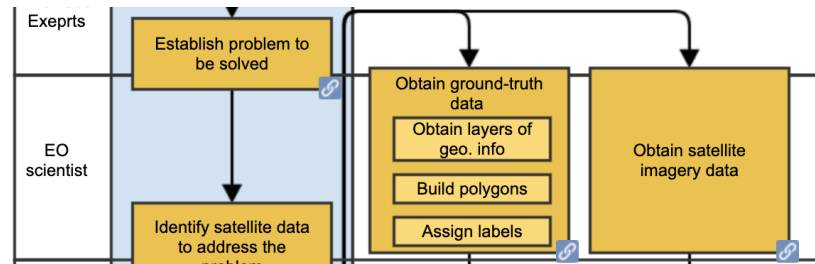 Exeprts
Establish problem to
be solved
EO
scientist
Obtain ground-truth
data
Obtain layers of
geo. info
Build polygons
Assign labels
Obtain satellite
imagery data
Identify satellite data
to address the